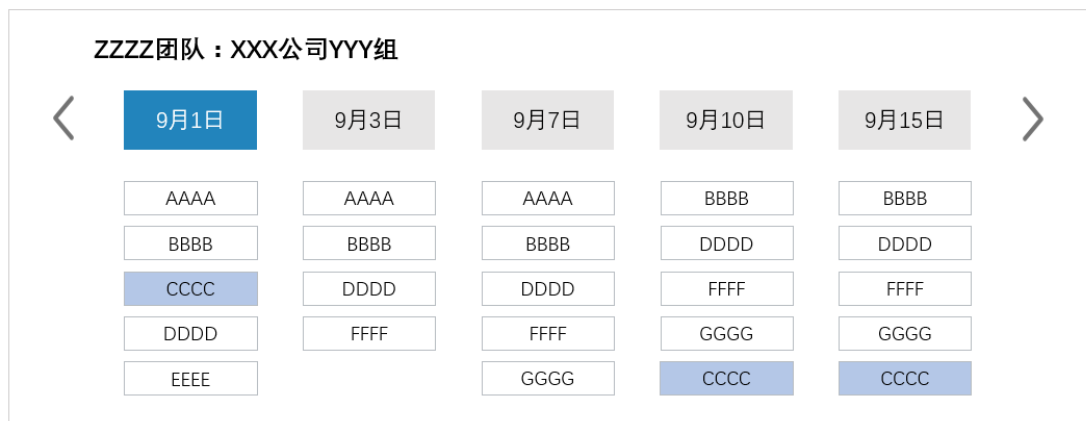 ZZZZ团队：XXX公司YYY组
9月1日 9月3日 9月7日 9月10日 9月15日
AAAA AAAA AAAA BBBB BBBB
BBBB BBBB BBBB DDDD DDDD
CCCC DDDD DDDD FFFF FFFF
DDDD FFFF FFFF GGGG GGGG
EEEE GGGG CCCC CCCC